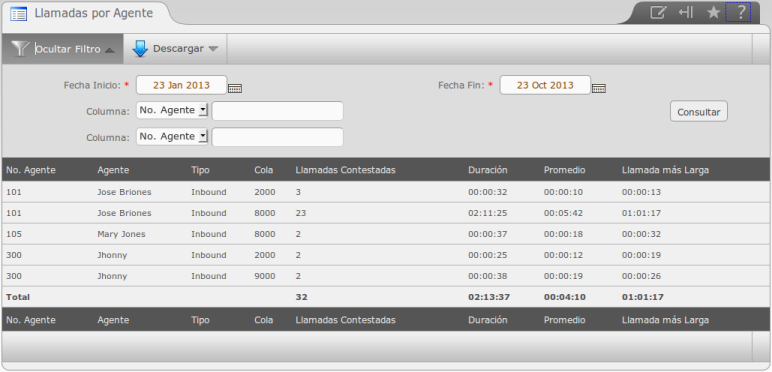 Llamadas por Agente
?
Ocultar Filtro Descargar
Fecha Inicio: * 23 Jan 2013 Fecha Fin: * 23 Oct 2013
Columna: No. Agente Consultar
Columna: No. Agente
No. Agente Agente Tipo Cola Llamadas Contestadas Duración Promedio Llamada más Larga
101 Jose Briones Inbound 2000 3 00:00:32 00:00:10 00:00:13
101 Jose Briones Inbound 8000 23 02:11:25 00:05:42 01:01:17
105 Mary Jones Inbound 8000 2 00:00:37 00:00:18 00:00:32
300 Jhonny Inbound 2000 2 00:00:25 00:00:12 00:00:19
300 Jhonny Inbound 9000 2 00:00:38 00:00:19 00:00:26
Total 32 02:13:37 00:04:10 01:01:17
No. Agente Agente Tipo Cola Llamadas Contestadas Duración Promedio Llamada más Larga